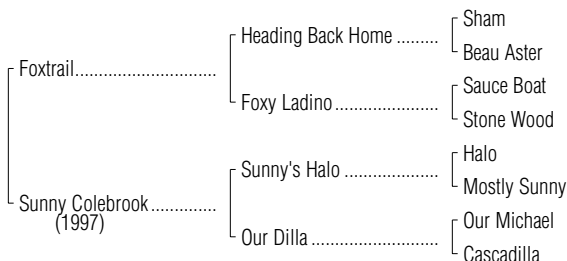 Sham
Heading Back Home .........
Beau Aster
Foxtrail..............................
Sauce Boat
Foxy Ladino......................
Stone Wood
Halo
Sunny's Halo ....................
Mostly Sunny
Sunny Colebrook..............
(1997)
Our Michael
Our Dilla ...........................
Cascadilla